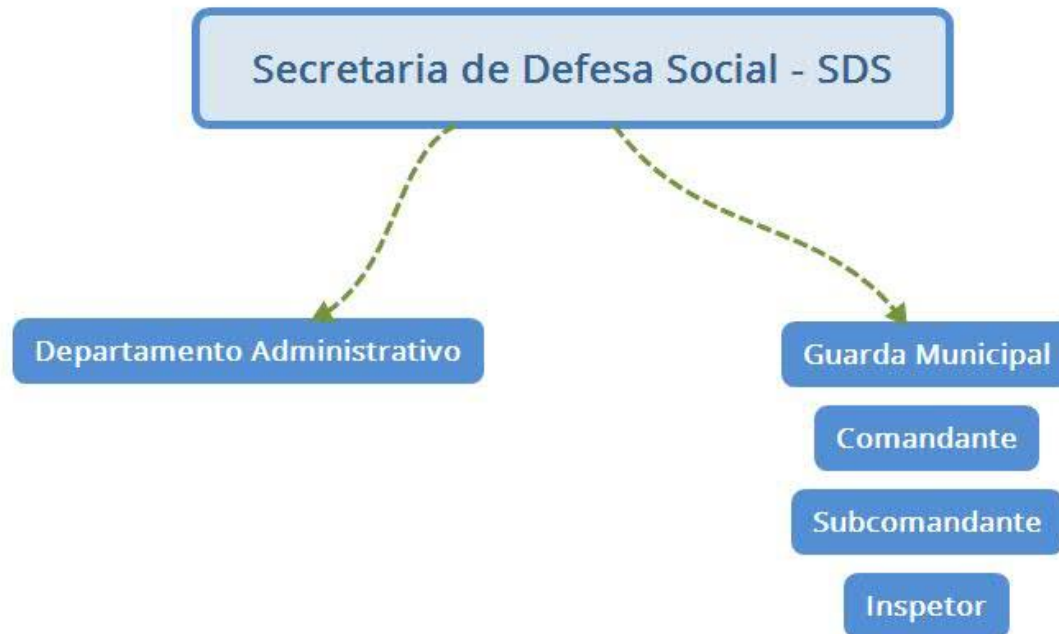 Secretaria de Defesa Social - SDS
Departamento Administrativo
Guarda Municipal
Comandante
Subcomandante
Inspetor